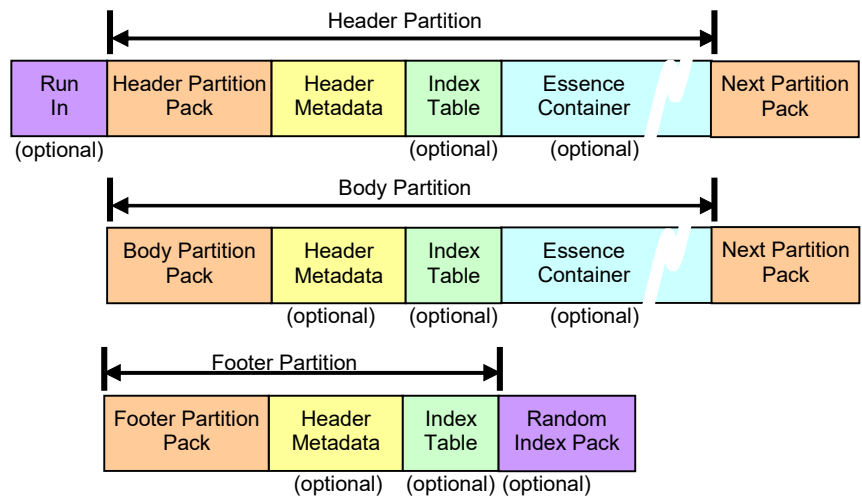 Header Partition
Run In
Header Partition Pack
Header Metadata
Index Table
Essence Container
Next Partition Pack
(optional)
(optional)
(optional)
Body Partition
Body Partition Pack
Header Metadata
Index Table
Essence Container
Next Partition Pack
(optional)
(optional)
(optional)
Footer Partition
Footer Partition Pack
Header Metadata
Index Table
Random Index Pack
(optional)
(optional)
(optional)